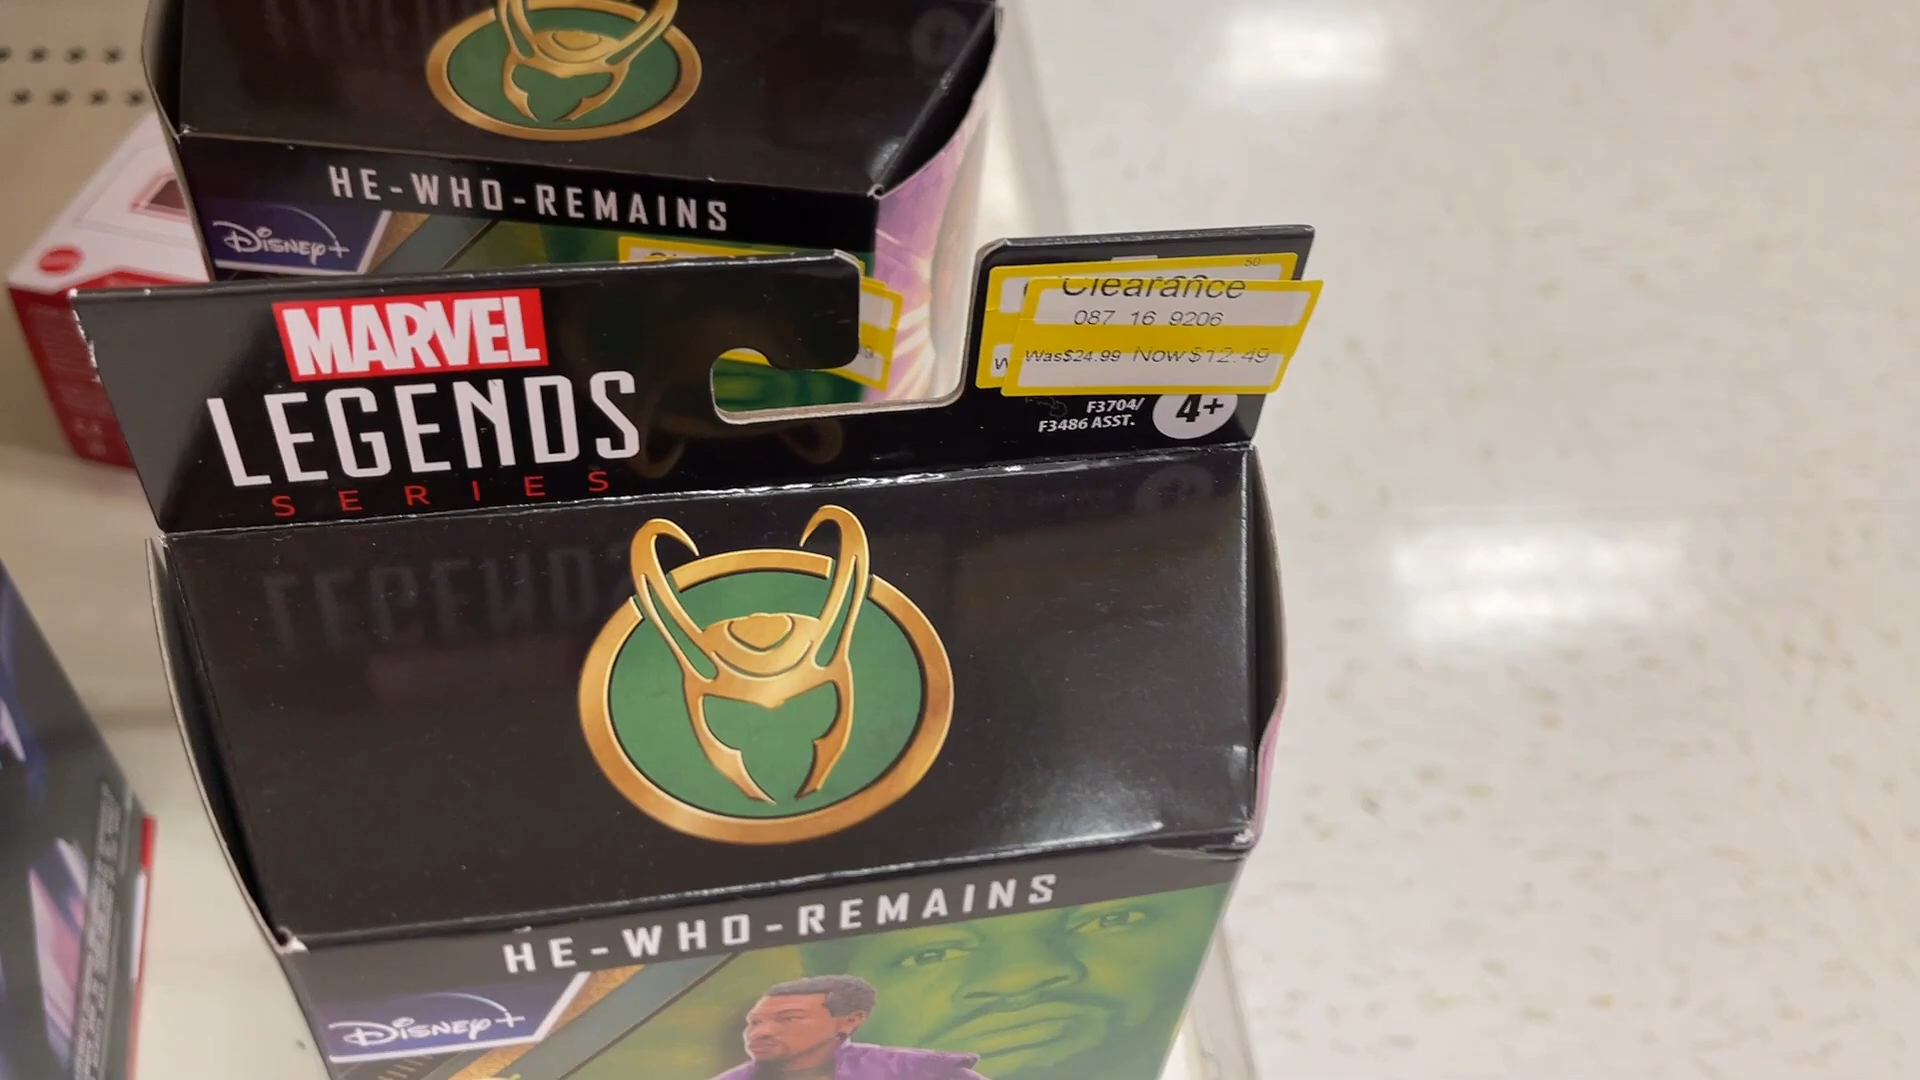 HE-WHO-REMAINS
Disney+
MARVEL
LEGENDS
SERIES
50
Clearance
087 16 9206
Was$24.99 Now $12.49
F3704/
F3486 ASST.
4+
HE-WHO-REMAINS
Disney+